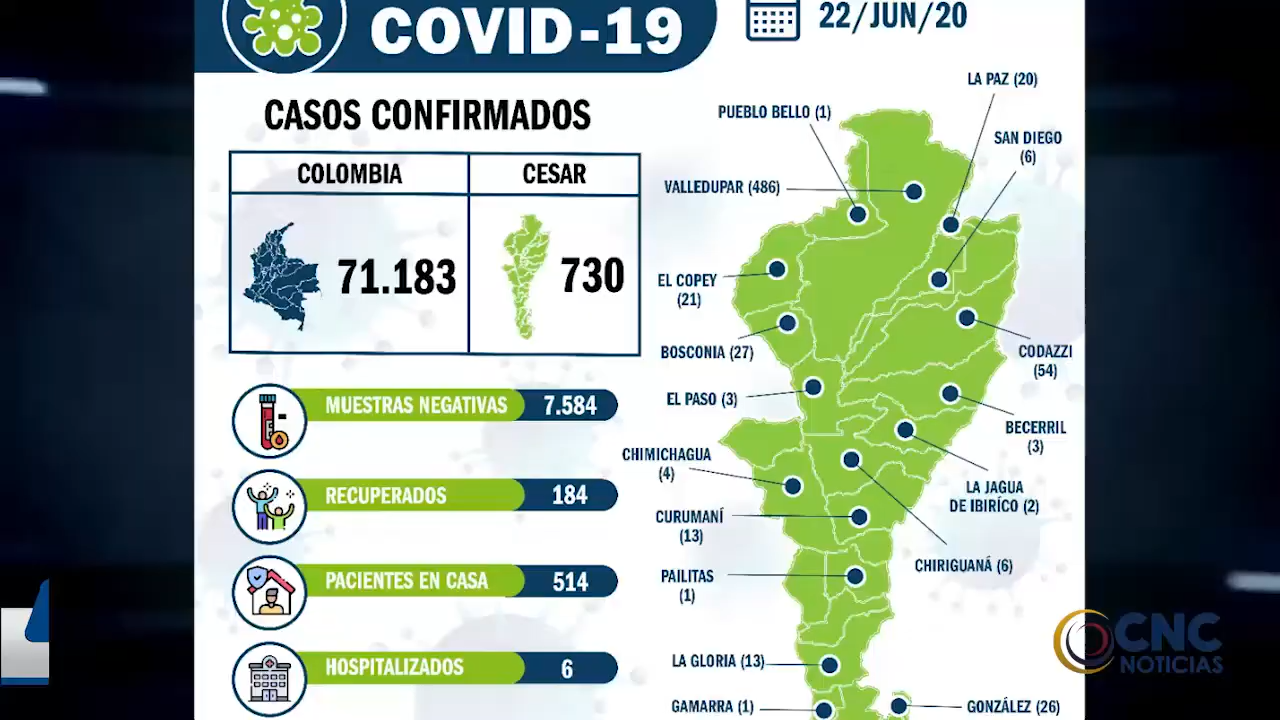 COVID-19
22/JUN/20
CASOS CONFIRMADOS
COLOMBIA
CESAR
71.183
730
MUESTRAS NEGATIVAS
7.584
RECUPERADOS
184
PACIENTES EN CASA
514
HOSPITALIZADOS
6
LA PAZ (20)
PUEBLO BELLO (1)
SAN DIEGO
(6)
VALLEDUPAR (486)
EL COPEY
(21)
BOSCONIA (27)
CODAZZI
(54)
EL PASO (3)
BECERRIL
(3)
CHIMICHAGUA
(4)
LA JAGUA
DE IBIRÍCO (2)
CURUMANÍ
(13)
CHIRIGUANÁ (6)
PAILITAS
(1)
LA GLORIA (13)
GAMARRA (1)
GONZÁLEZ (26)
CNC
NOTICIAS